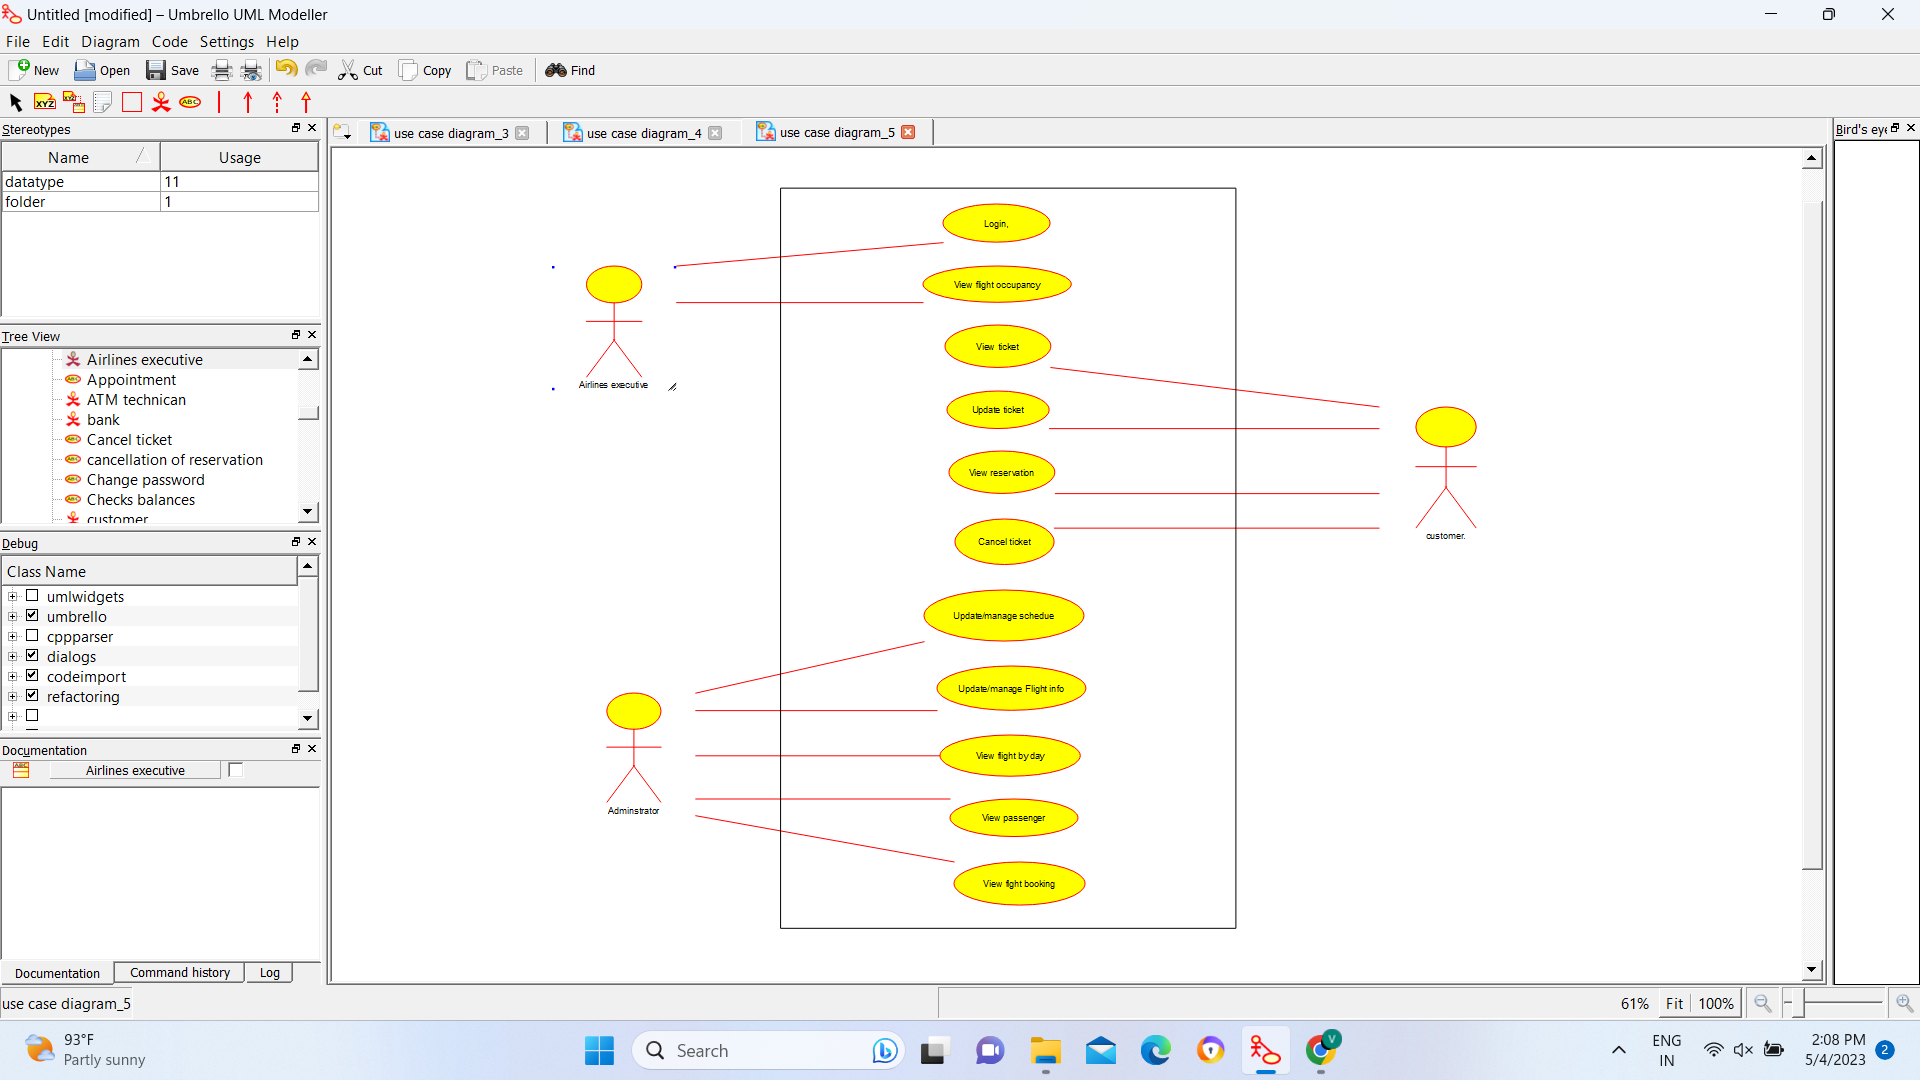 Untitled [modified] – Umbrello UML Modeller
File Edit Diagram Code Settings Help
New Open Save Cut Copy Paste Find
XYZ XYZ ABC
Stereotypes
Name Usage
datatype 11
folder 1
Tree View
Airlines executive
Appointment
ATM technican
bank
Cancel ticket
cancellation of reservation
Change password
Checks balances
customer
Debug
Class Name
umlwidgets
umbrello
cppparser
dialogs
codeimport
refactoring
Documentation
Airlines executive
Documentation Command history Log
use case diagram_3 use case diagram_4 use case diagram_5
Login,
View flight occupancy
View ticket
Update ticket
View reservation
Cancel ticket
Update/manage schedue
Update/manage Flight info
View flight by day
View passenger
View fight booking
Airlines executive
customer.
Adminstrator
Bird's eye
use case diagram_5
61% Fit 100%
93°F
Partly sunny
Search
V
ENG
IN
2:08 PM
5/4/2023
2